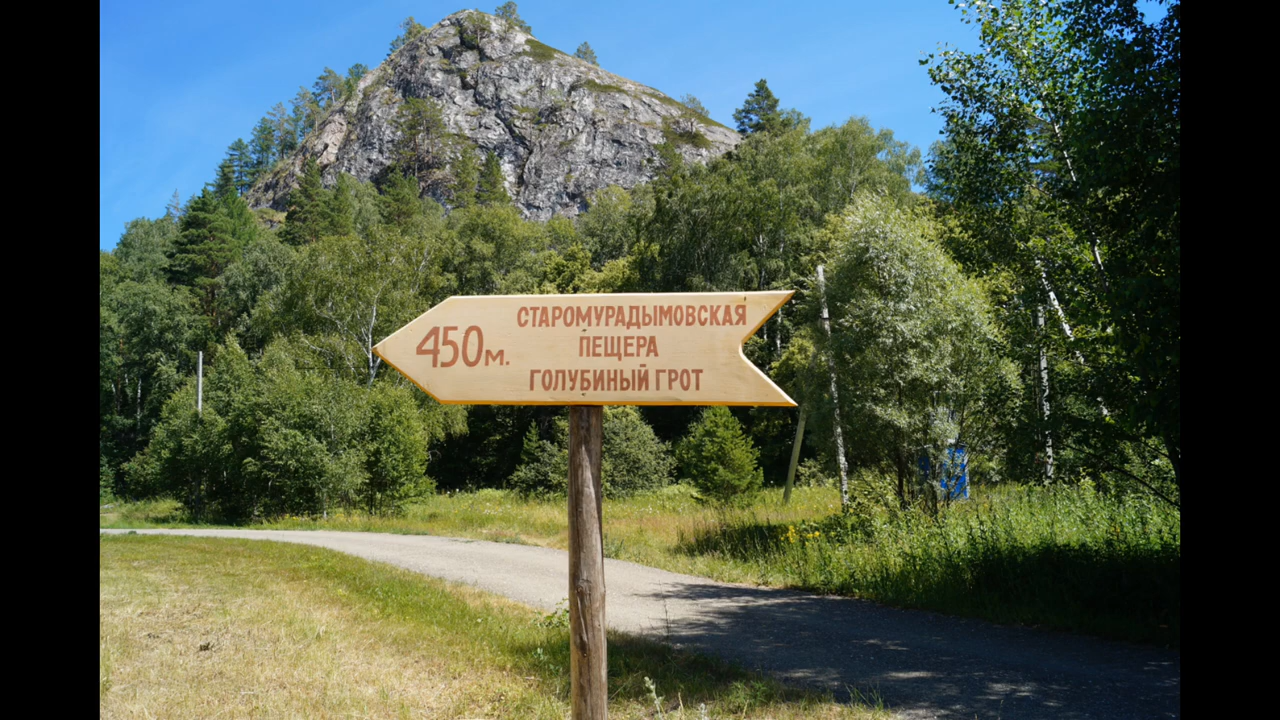 450м.
СТАРОМУРАДЫМОВСКАЯ
ПЕЩЕРА
ГОЛУБИНЫЙ ГРОТ